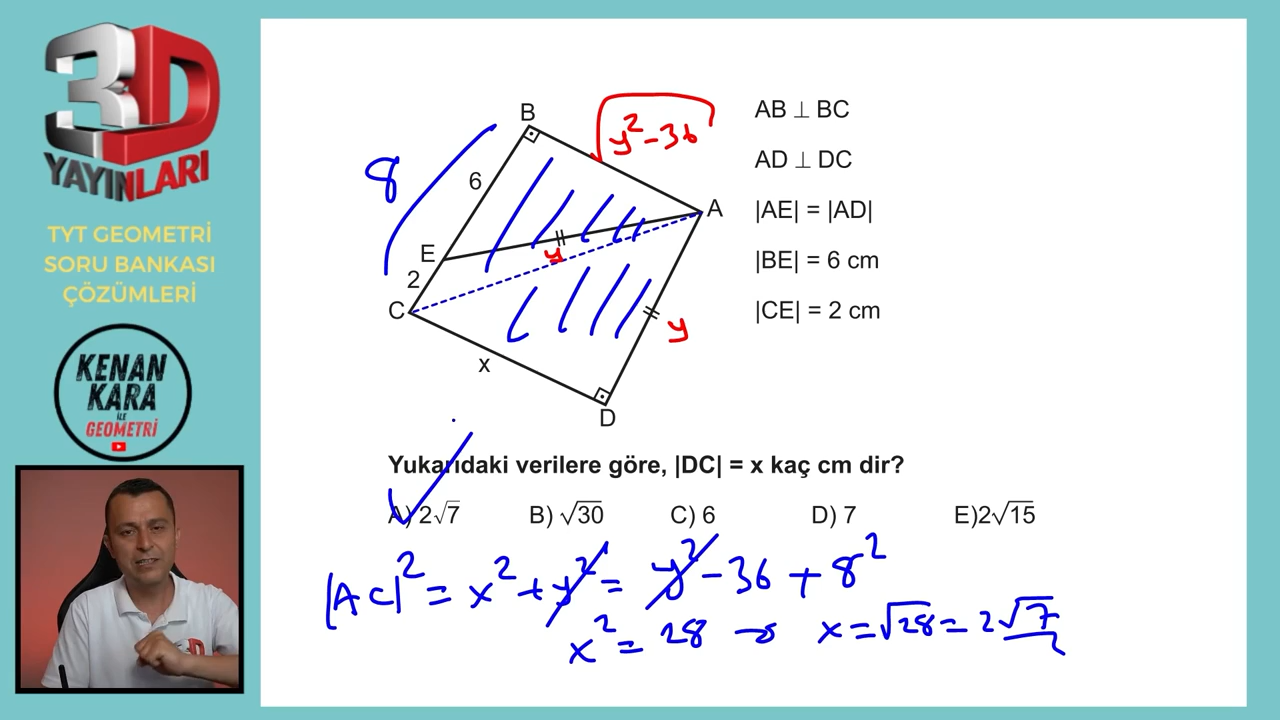 3D
YAYINLARI
TYT GEOMETRİ
SORU BANKASI
ÇÖZÜMLERİ
KENAN
KARA
İLE
GEOMETRİ
3D
B
√y²-36
8
6
A
E
y
2
C
y
x
D
AB ⊥ BC
AD ⊥ DC
|AE| = |AD|
|BE| = 6 cm
|CE| = 2 cm
Yukarıdaki verilere göre, |DC| = x kaç cm dir?
A) 2√7 B) √30 C) 6 D) 7 E)2√15
|AC|² = x² + y² = y² - 36 + 8²
x² = 28 → x = √28 = 2√7